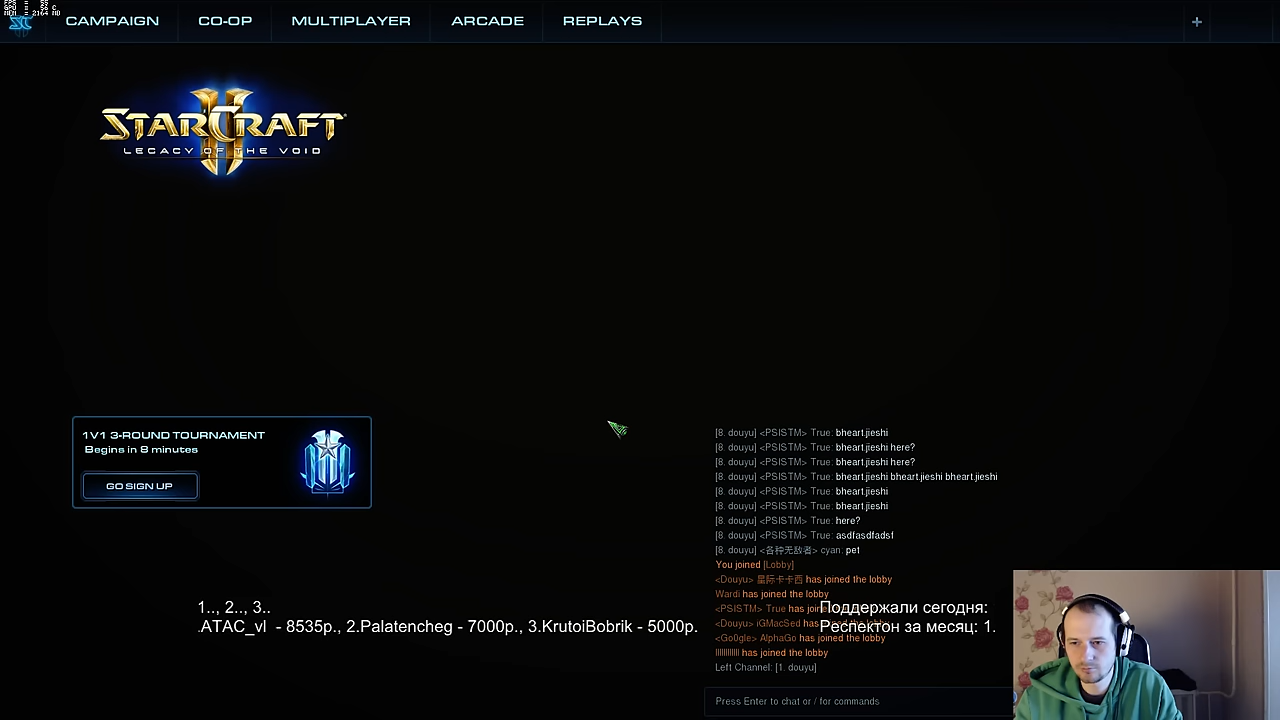 CAMPAIGN
CO-OP
MULTIPLAYER
ARCADE
REPLAYS
+
STARCRAFT
II
LEGACY OF THE VOID
1V1 3-ROUND TOURNAMENT
Begins in 8 minutes
GO SIGN UP
[8. douyu] <PSISTM> True: bheart.jieshi
[8. douyu] <PSISTM> True: bheart.jieshi here?
[8. douyu] <PSISTM> True: bheart.jieshi here?
[8. douyu] <PSISTM> True: bheart.jieshi bheart.jieshi bheart.jieshi
[8. douyu] <PSISTM> True: bheart.jieshi
[8. douyu] <PSISTM> True: bheart.jieshi
[8. douyu] <PSISTM> True: here?
[8. douyu] <PSISTM> True: asdfasdfadsf
[8. douyu] <各种无敌者> cyan: pet
You joined [Lobby]
<Douyu> 星际卡卡西 has joined the lobby
Wardi has joined the lobby
<PSISTM> True has join
<Douyu> iGMacSed has
<Go0gle> AlphaGo has joined the lobby
llllllllllll has joined the lobby
Left Channel: [1. douyu]
Press Enter to chat or / for commands
1.., 2.., 3..
.ATAC_vl - 8535р., 2.Palatencheg - 7000р., 3.KrutoiBobrik - 5000р.
Поддержали сегодня:
Респектон за месяц: 1.